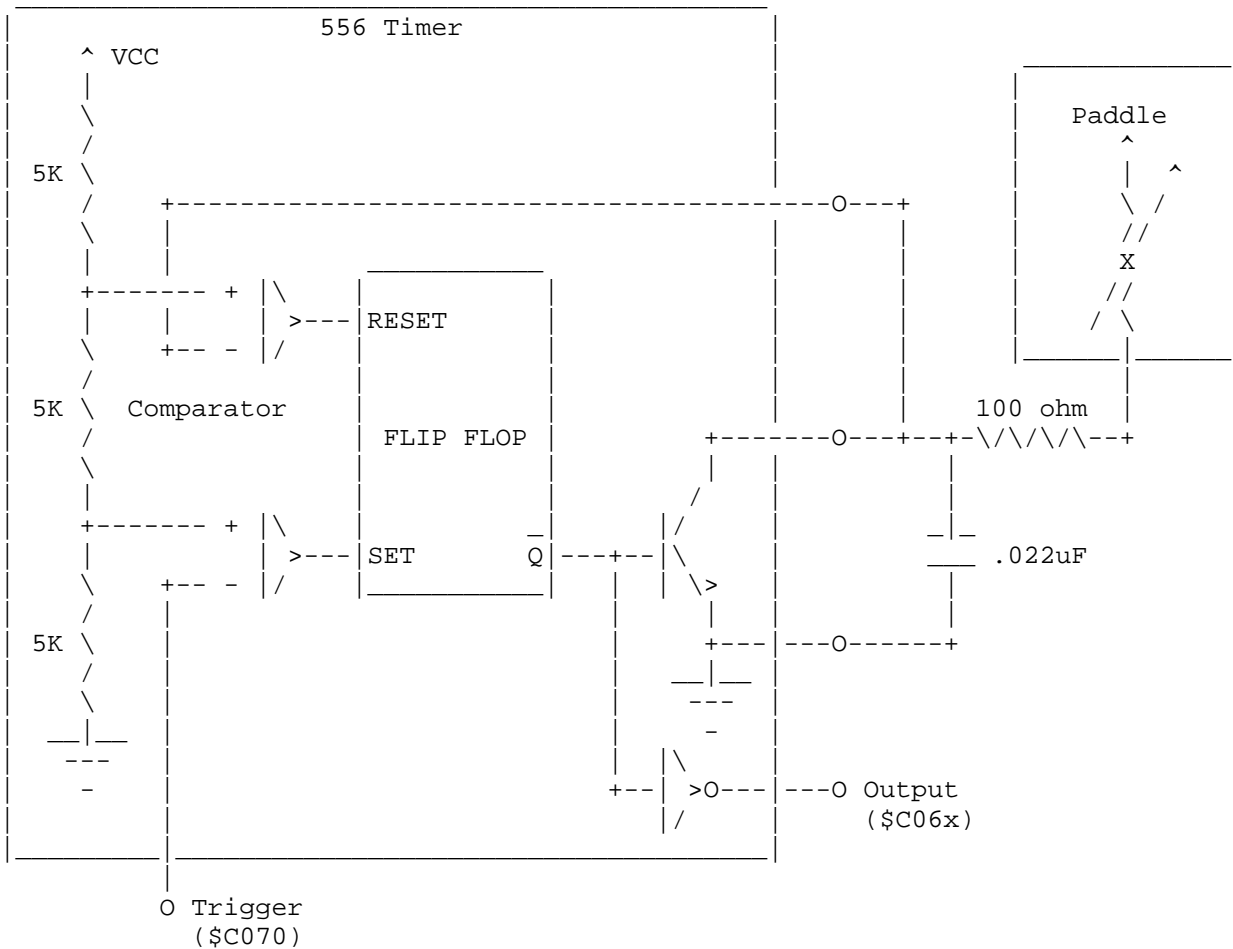 556 Timer
VCC
Paddle
5K
+ RESET
-
5K Comparator 100 ohm
FLIP FLOP
+ SET Q
.022uF
-
5K
Output
($C06x)
Trigger
($C070)